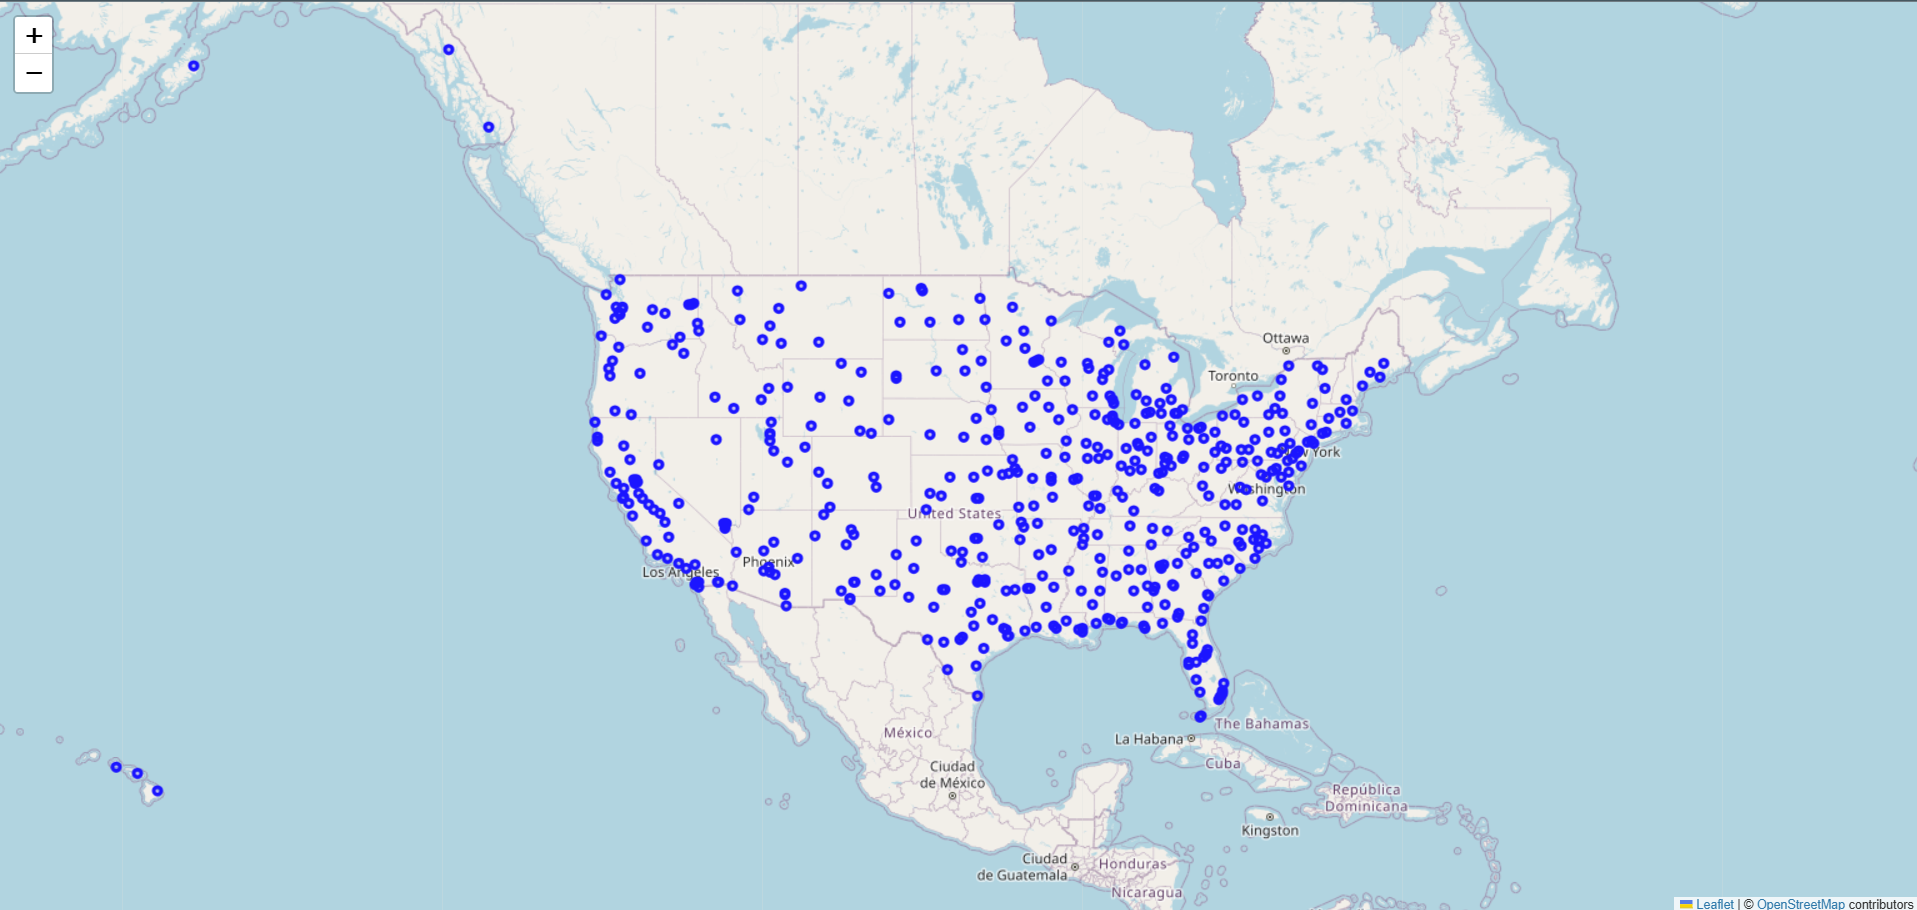 +
−
Ottawa
Toronto
New York
Washington
United States
Phoenix
Los Angeles
The Bahamas
México
La Habana
Cuba
Ciudad
de México
República
Dominicana
Kingston
Ciudad
de Guatemala
Honduras
Nicaragua
Leaflet | © OpenStreetMap contributors